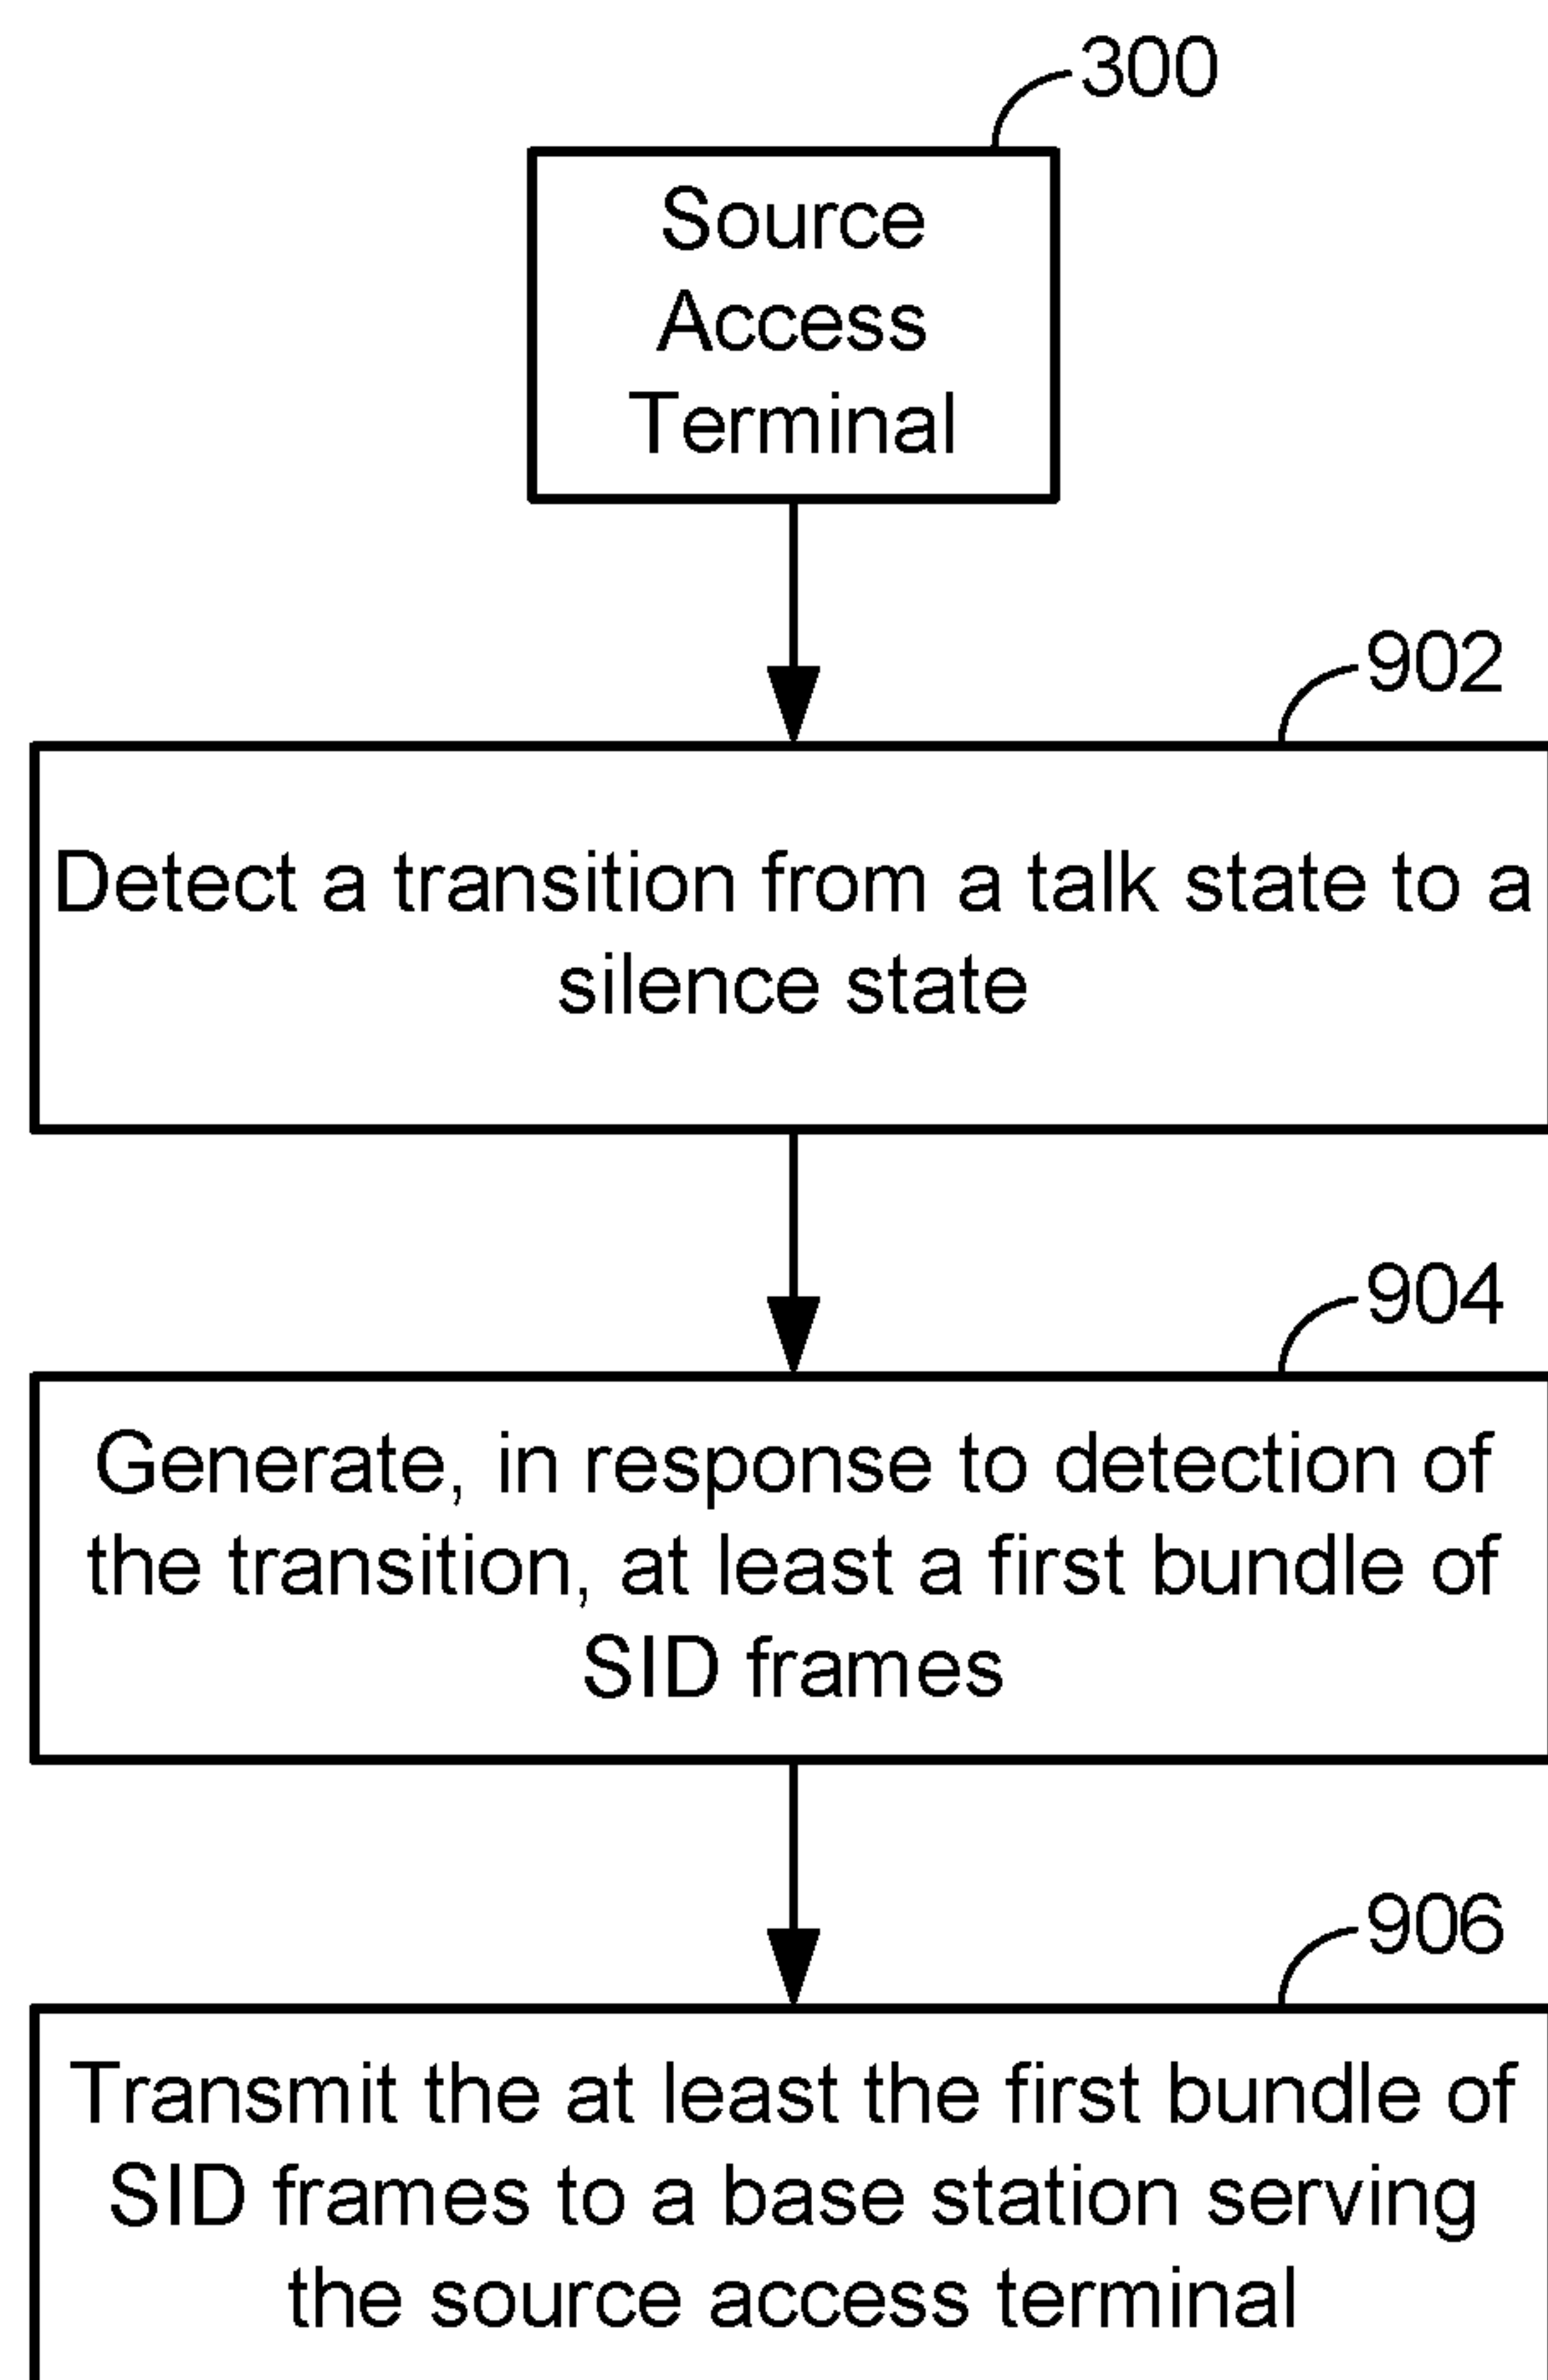 300
Source
Access
Terminal
902
Detect a transition from a talk state to a
silence state
904
Generate, in response to detection of
the transition, at least a first bundle of
SID frames
906
Transmit the at least the first bundle of
SID frames to a base station serving
the source access terminal